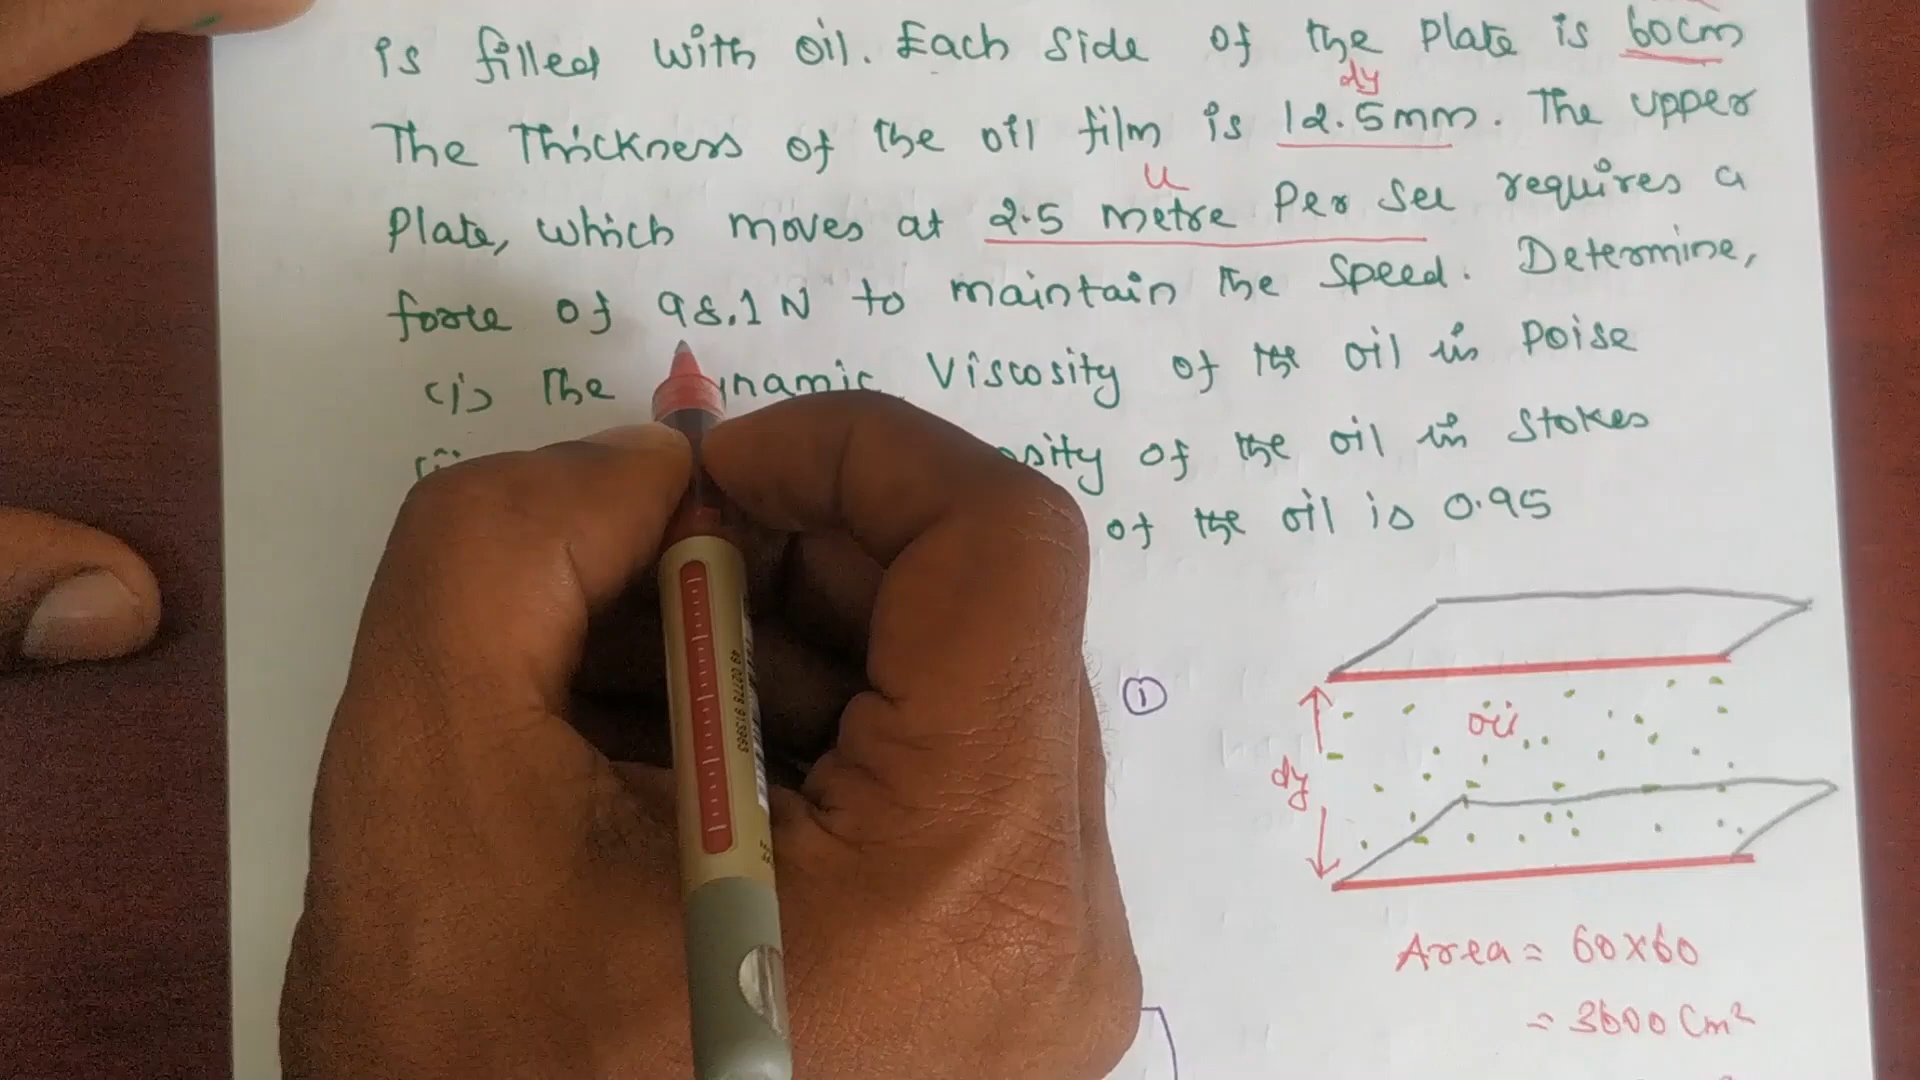 is filled with oil. Each side of the Plate is 60cm
dy
The Thickness of the oil film is 12.5mm. The upper
u
Plate, which moves at 2.5 metre Per Sec requires a
force of 98.1 N to maintain the Speed. Determine,
(i) The Viscosity of the oil in Poise
of the oil in Stokes
of the oil is 0.95
①
oil
dy
Area = 60x60
= 3600 Cm²